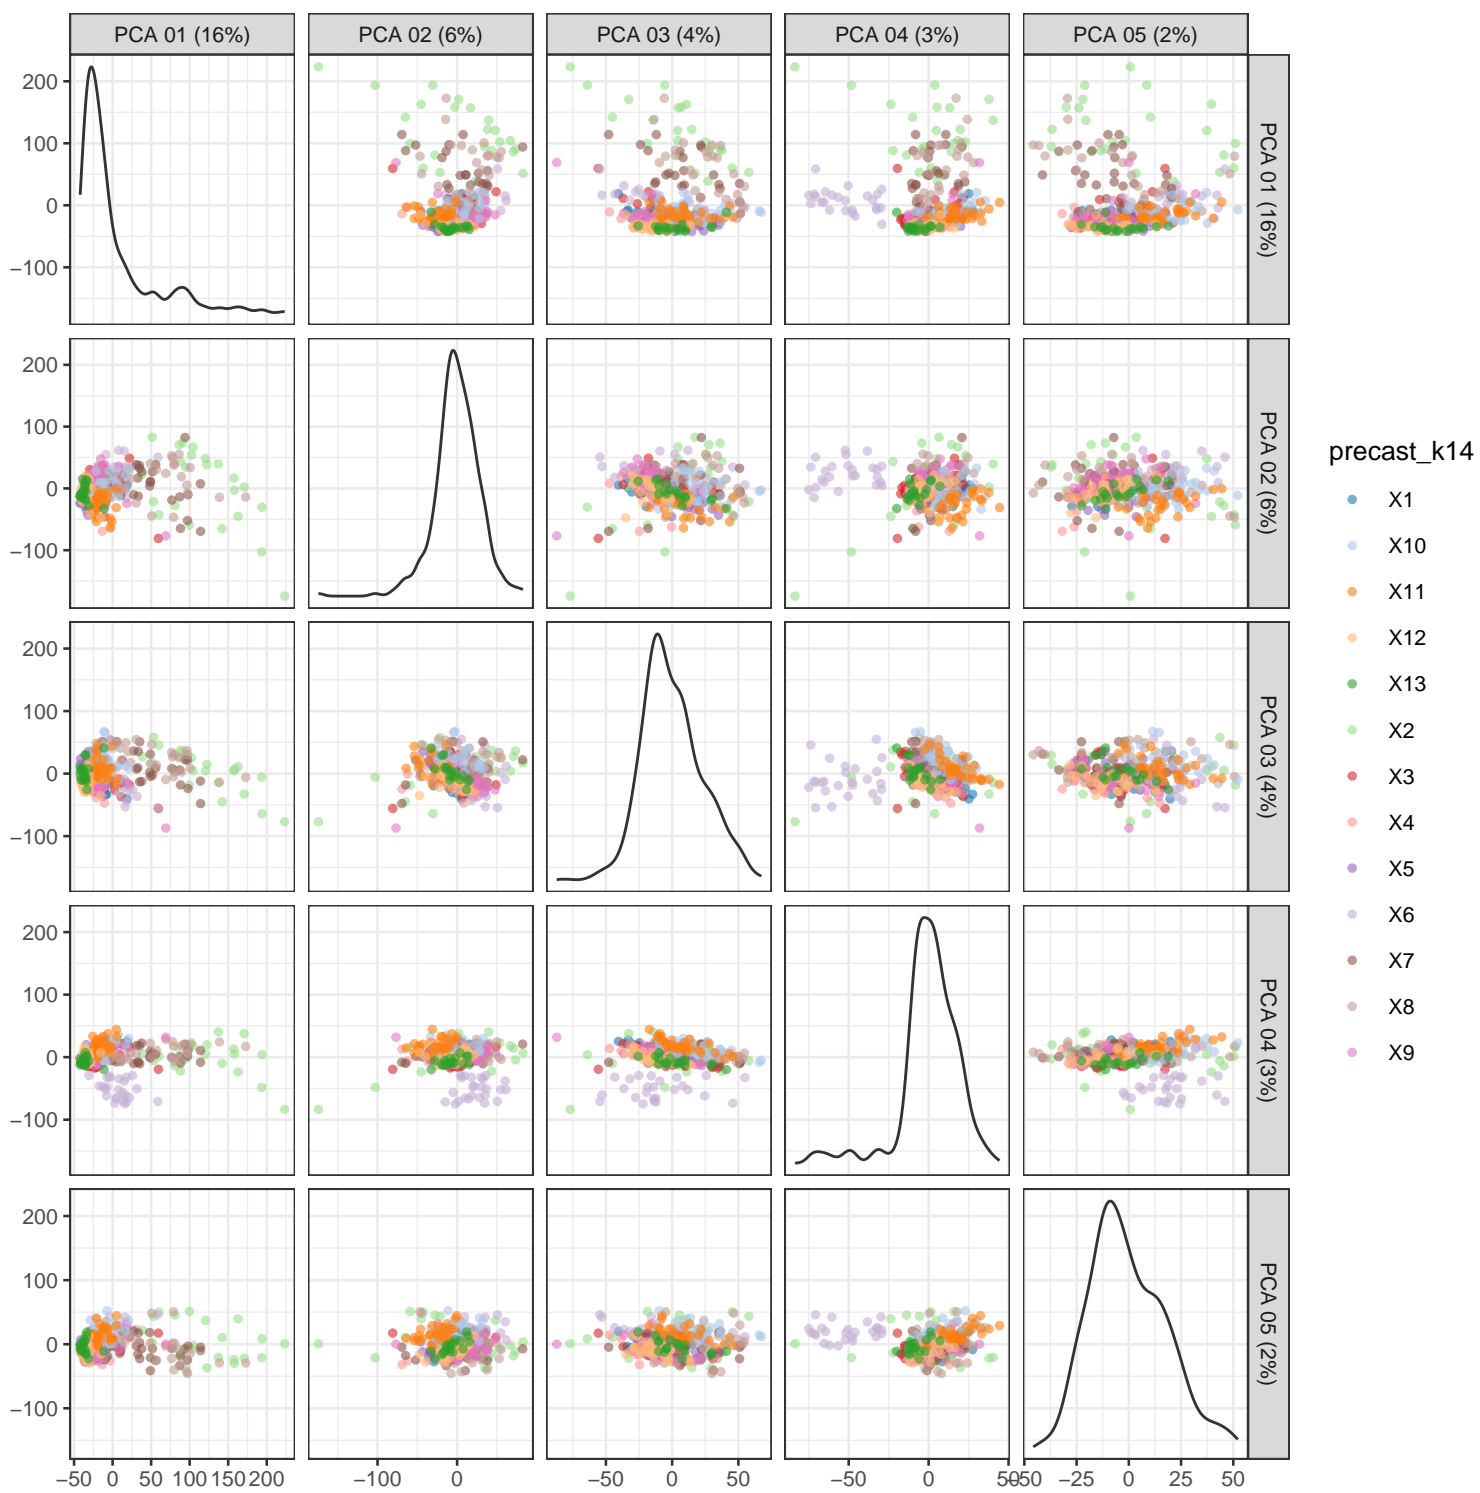 PCA 01 (16%) PCA 02 (6%) PCA 03 (4%) PCA 04 (3%) PCA 05 (2%)
200
100
0
−100
PCA 01 (16%)
200
100
0
−100
PCA 02 (6%)
200
100
0
−100
PCA 03 (4%)
200
100
0
−100
PCA 04 (3%)
200
100
0
−100
PCA 05 (2%)
−50 0 50 100 150 200
−100 0
−50 0 50
−50 0 50
−50 −25 0 25 50
precast_k14
X1
X10
X11
X12
X13
X2
X3
X4
X5
X6
X7
X8
X9